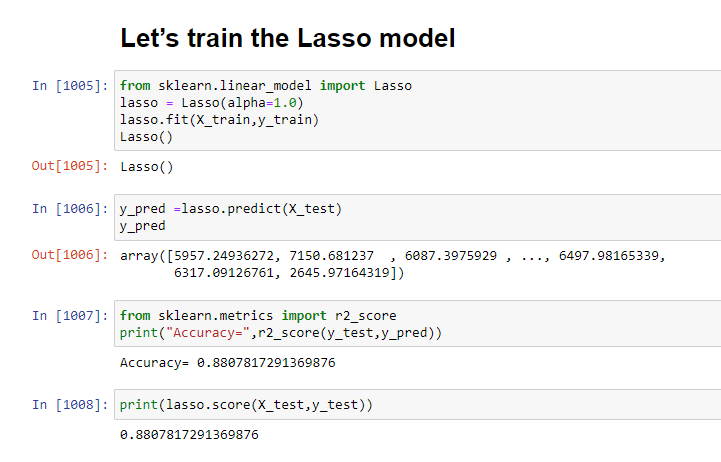 Let’s train the Lasso model
In [1005]: from sklearn.linear_model import Lasso
lasso = Lasso(alpha=1.0)
lasso.fit(X_train,y_train)
Lasso()
Out[1005]: Lasso()
In [1006]: y_pred =lasso.predict(X_test)
y_pred
Out[1006]: array([5957.24936272, 7150.681237  , 6087.3975929 , ..., 6497.98165339,
       6317.09126761, 2645.97164319])
In [1007]: from sklearn.metrics import r2_score
print("Accuracy=",r2_score(y_test,y_pred))
Accuracy= 0.8807817291369876
In [1008]: print(lasso.score(X_test,y_test))
0.8807817291369876